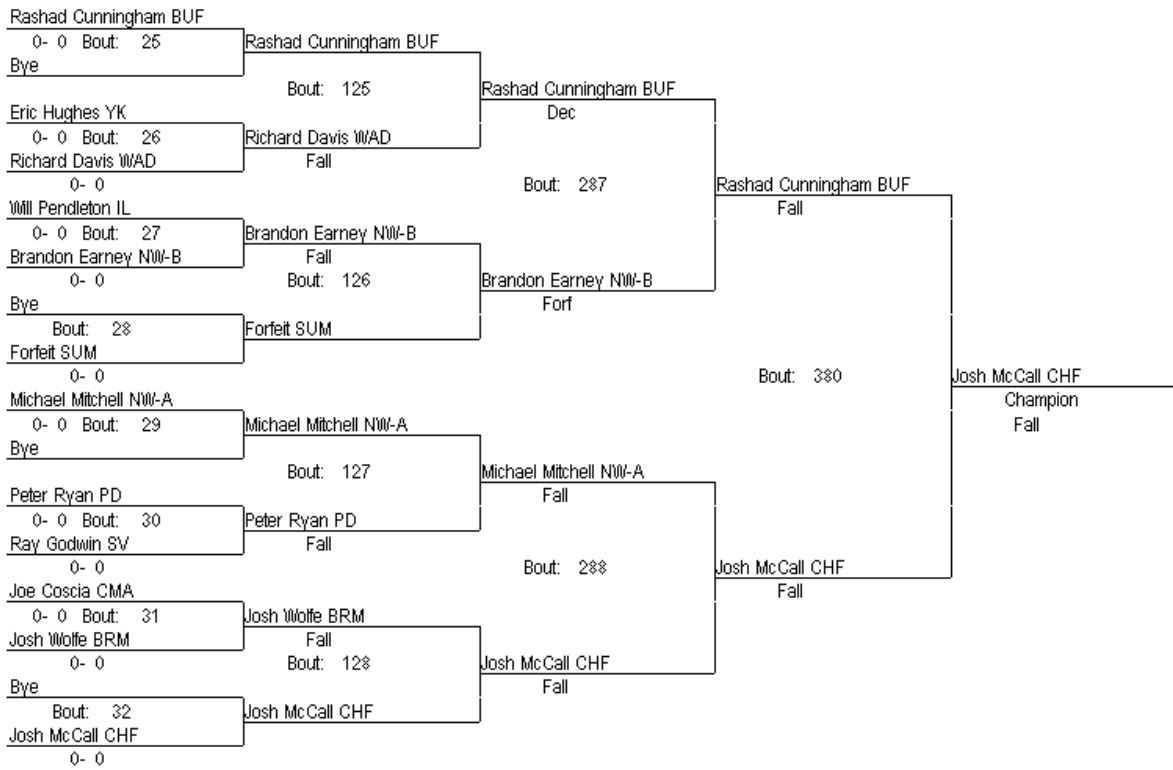 Rashad Cunningham BUF
0- 0 Bout: 25
Bye
Rashad Cunningham BUF
Bout: 125
Eric Hughes YK
0- 0 Bout: 26
Richard Davis WAD
0- 0
Richard Davis WAD
Fall
Rashad Cunningham BUF
Dec
Bout: 287
Will Pendleton IL
0- 0 Bout: 27
Brandon Earney NW-B
0- 0
Brandon Earney NW-B
Fall
Bout: 126
Bye
Bout: 28
Forfeit SUM
0- 0
Forfeit SUM
Brandon Earney NW-B
Forf
Rashad Cunningham BUF
Fall
Bout: 380
Michael Mitchell NW-A
0- 0 Bout: 29
Bye
Michael Mitchell NW-A
Bout: 127
Peter Ryan PD
0- 0 Bout: 30
Ray Godwin SV
0- 0
Peter Ryan PD
Fall
Michael Mitchell NW-A
Fall
Bout: 288
Joe Coscia CMA
0- 0 Bout: 31
Josh Wolfe BRM
0- 0
Josh Wolfe BRM
Fall
Bout: 128
Bye
Bout: 32
Josh McCall CHF
0- 0
Josh McCall CHF
Josh McCall CHF
Fall
Josh McCall CHF
Fall
Josh McCall CHF
Champion
Fall